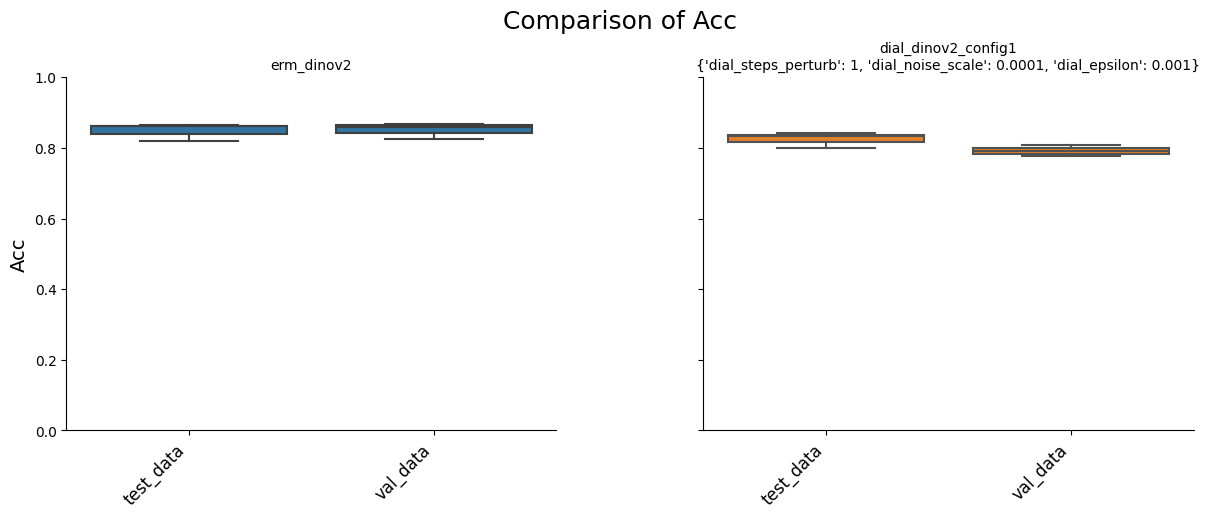 Comparison of Acc
erm_dinov2
dial_dinov2_config1
{'dial_steps_perturb': 1, 'dial_noise_scale': 0.0001, 'dial_epsilon': 0.001}
Acc
1.0
0.8
0.6
0.4
0.2
0.0
test_data
val_data
test_data
val_data